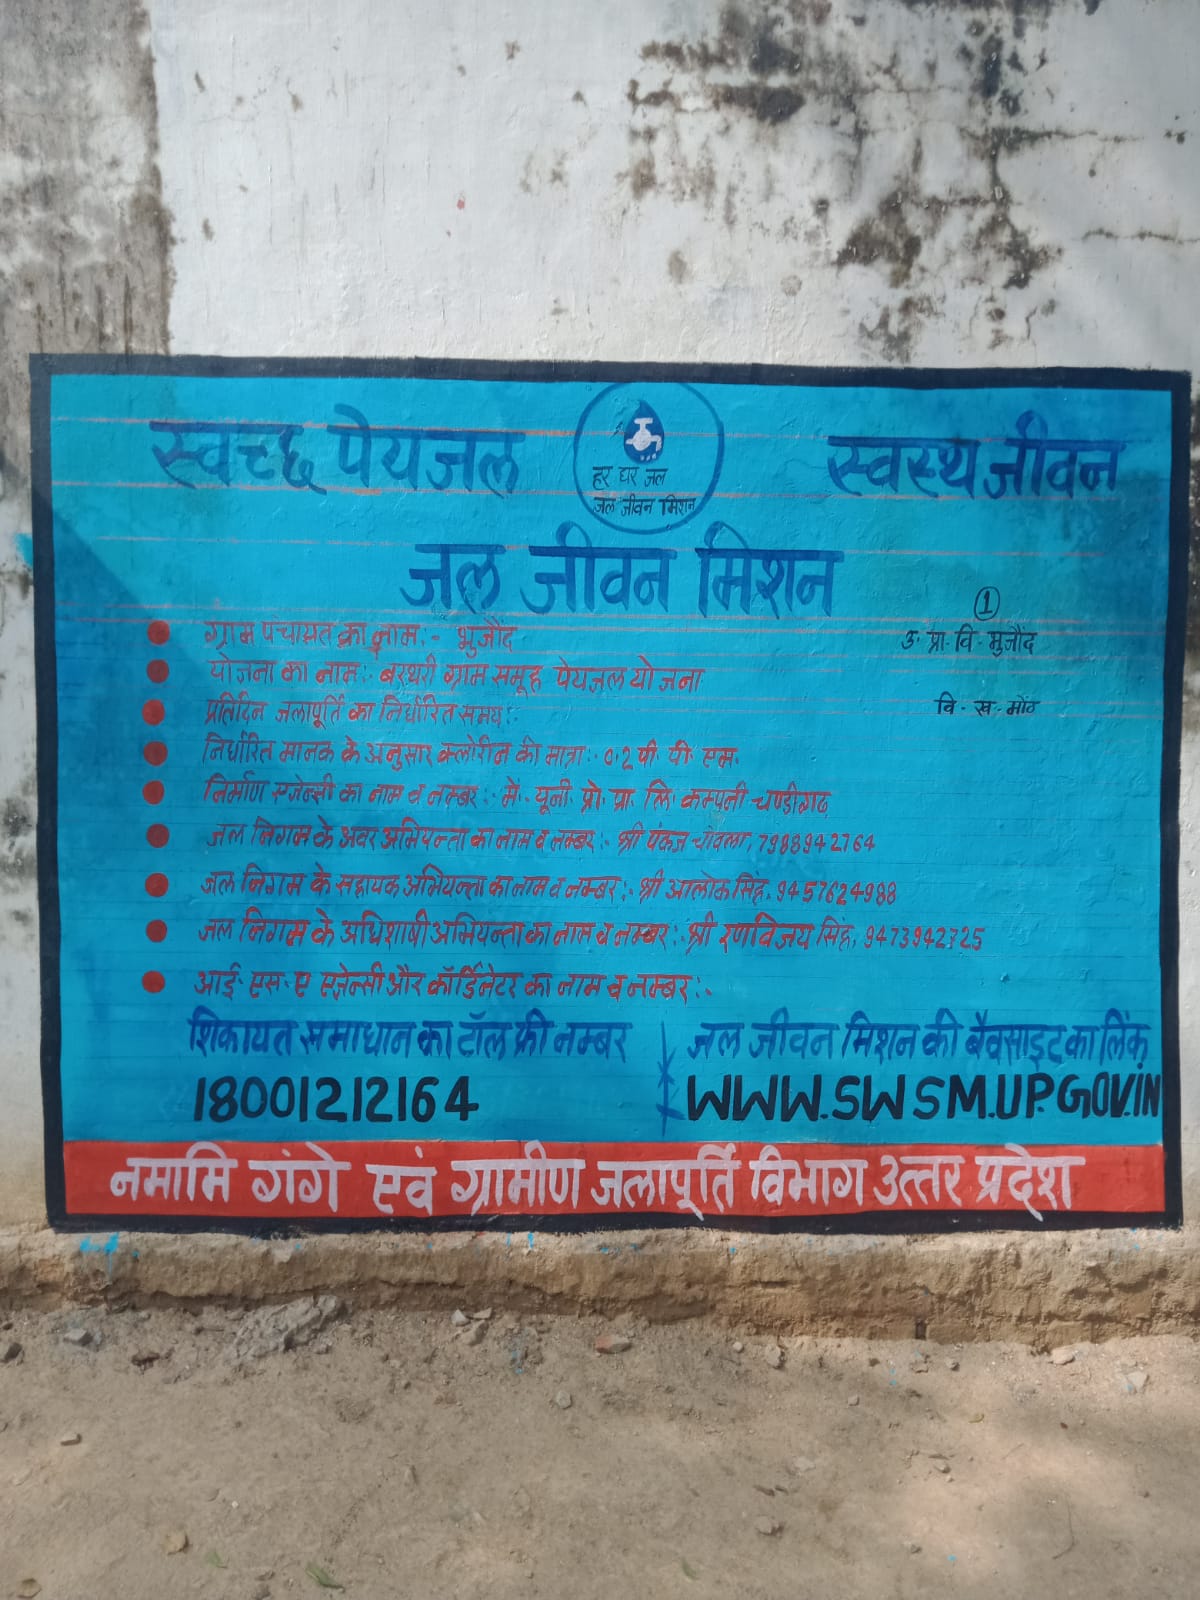 स्वच्छ पेयजल
हर घर जल
जल जीवन मिशन
स्वस्थ जीवन
जल जीवन मिशन
1
ग्राम पंचायत का नाम:- भुजौंद
उ. प्रा. वि. भुजौंद
योजना का नाम:- बरथरी ग्राम समूह पेयजल योजना
वि. ख. मोंठ
प्रतिदिन जलापूर्ति का निर्धारित समय:-
निर्धारित मानक के अनुसार क्लोरीन की मात्रा:- 0.2 पी. पी. एम.
निर्माण एजेन्सी का नाम व नम्बर:- में. यूनी. प्रो. प्रा. लि. कम्पनी चण्डीगढ़
जल निगम के अवर अभियन्ता का नाम व नम्बर:- श्री पंकज चावला, 7988942764
जल निगम के सहायक अभियन्ता का नाम व नम्बर:- श्री आलोक सिंह, 9457624988
जल निगम के अधिशाषी अभियन्ता का नाम व नम्बर:- श्री रणविजय सिंह, 9473942725
आई. एस. ए एजेन्सी और कॉर्डिनेटर का नाम व नम्बर:-
शिकायत समाधान का टॉल फ्री नम्बर
18001212164
जल जीवन मिशन की बैवसाइट का लिंक
WWW.SWSM.UP.GOV.IN
नमामि गंगे एवं ग्रामीण जलापूर्ति विभाग उत्तर प्रदेश